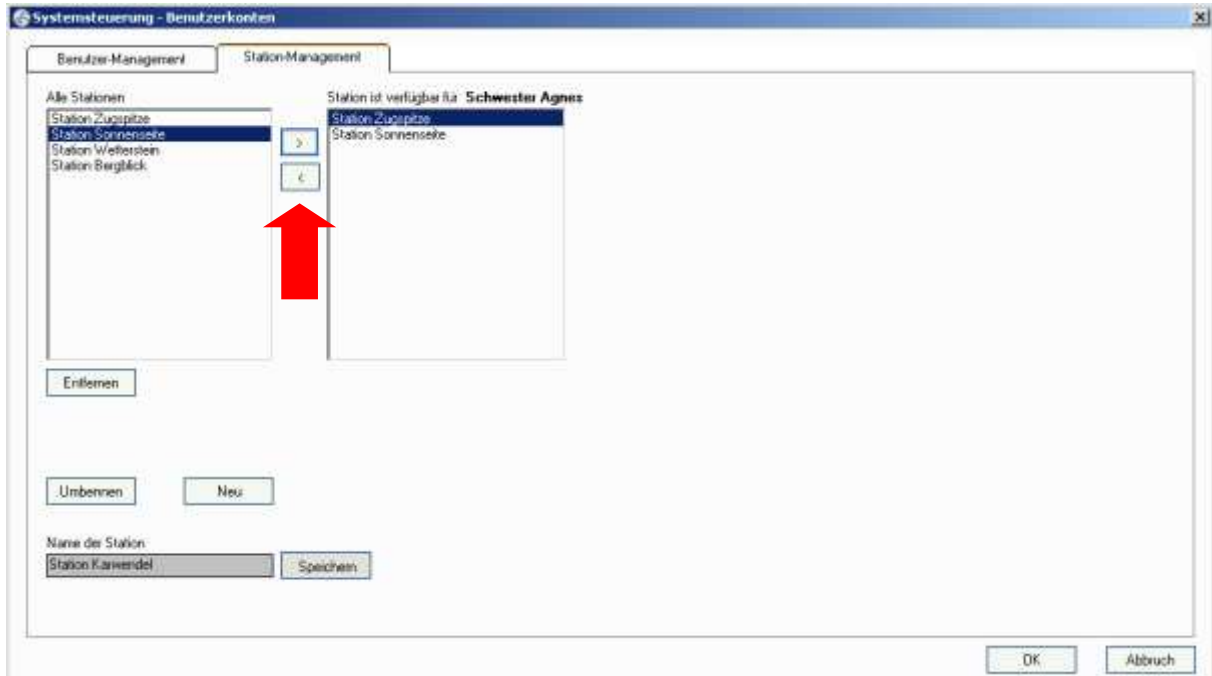 Systemsteuerung - Benutzerkonten
Benutzer-Management
Station-Management
Alle Stationen
Station Zugspitze
Station Sonnenseite
Station Wetterstein
Station Bergblick
>
<
Station ist verfügbar für Schwester Agnes
Station Zugspitze
Station Sonnenseite
Entfernen
Umbennen
Neu
Name der Station
Station Karwendel
Speichern
OK
Abbruch